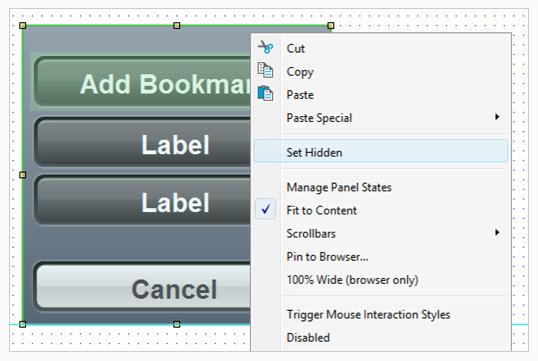 Add Bookmar
Label
Label
Cancel
Cut
Copy
Paste
Paste Special
Set Hidden
Manage Panel States
Fit to Content
Scrollbars
Pin to Browser...
100% Wide (browser only)
Trigger Mouse Interaction Styles
Disabled